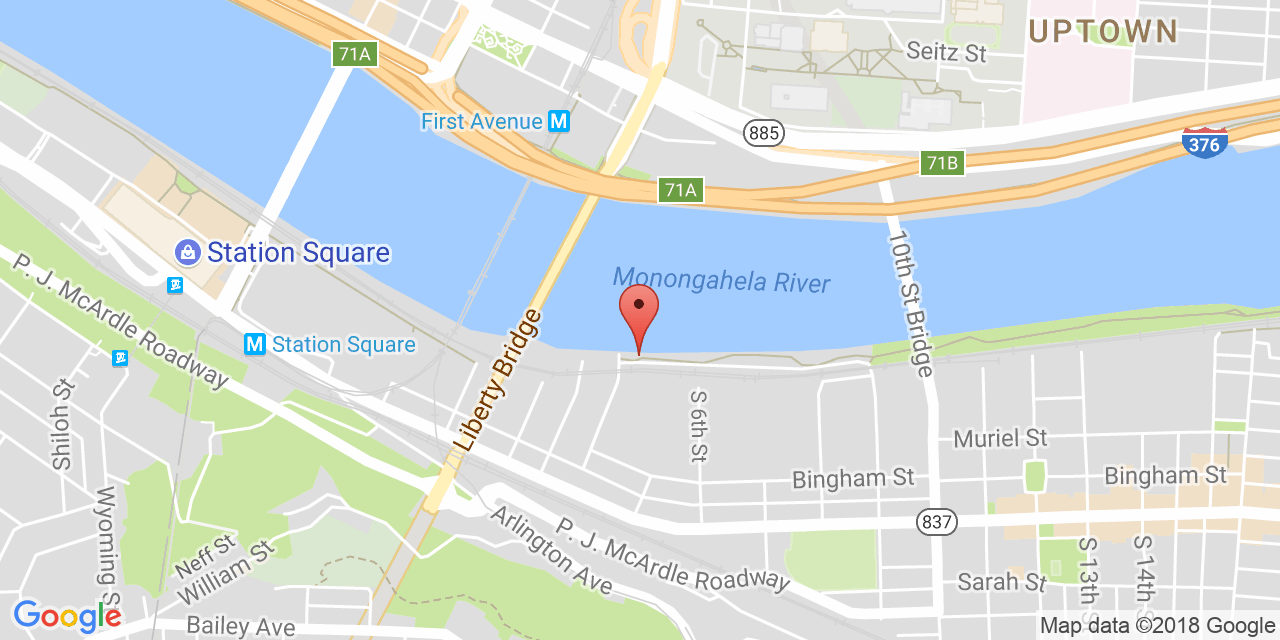 UPTOWN
Seitz St
71A
First Avenue M
885
376
71B
71A
10th St Bridge
Station Square
Monongahela River
P. J. McArdle Roadway
M Station Square
Liberty Bridge
Shiloh St
S 6th St
Muriel St
Bingham St
Bingham St
Wyoming S
837
Arlington Ave
P. J. McArdle Roadway
Neff St
William St
S 13th St
S 14th S
Sarah St
Google
Bailey Ave
Map data ©2018 Google